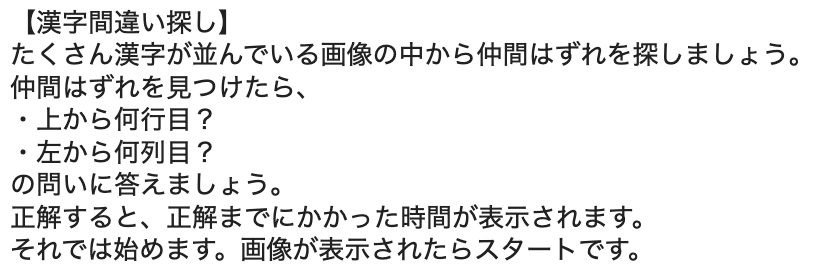 【漢字間違い探し】
たくさん漢字が並んでいる画像の中から仲間はずれを探しましょう。
仲間はずれを見つけたら、
・上から何行目？
・左から何列目？
の問いに答えましょう。
正解すると、正解までにかかった時間が表示されます。
それでは始めます。画像が表示されたらスタートです。